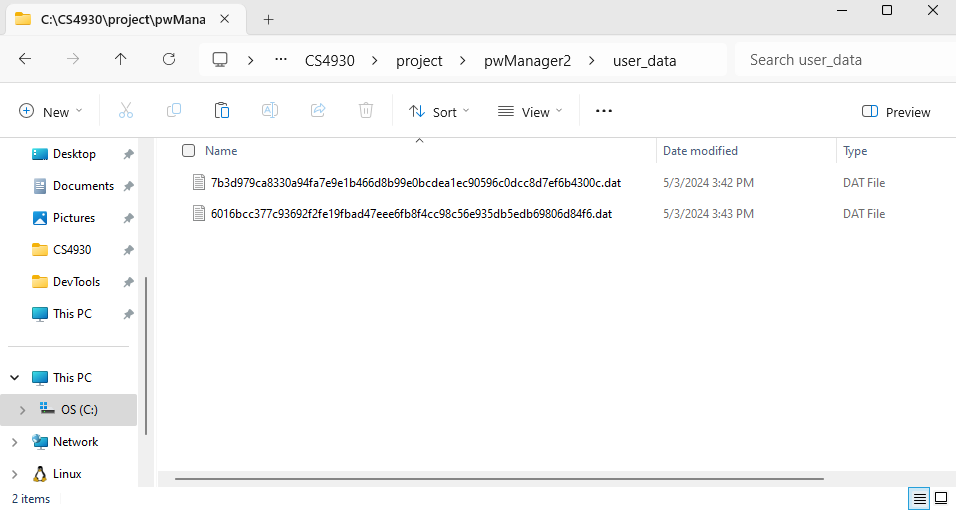 C:\CS4930\project\pwMana
CS4930 project pwManager2 user_data Search user_data
New Sort View Preview
Desktop
Documents
Pictures
CS4930
DevTools
This PC
This PC
OS (C:)
Network
Linux
Name Date modified Type
7b3d979ca8330a94fa7e9e1b466d8b99e0bcdea1ec90596c0dcc8d7ef6b4300c.dat 5/3/2024 3:42 PM DAT File
6016bcc377c93692f2fe19fbad47eee6fb8f4cc98c56e935db5edb69806d84f6.dat 5/3/2024 3:43 PM DAT File
2 items